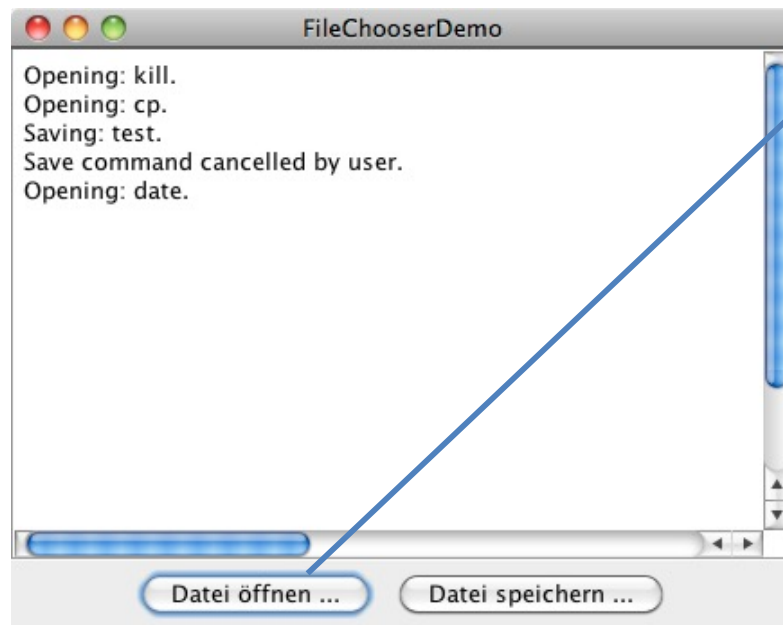 FileChooserDemo
Opening: kill.
Opening: cp.
Saving: test.
Save command cancelled by user.
Opening: date.
Datei öffnen ... Datei speichern ...